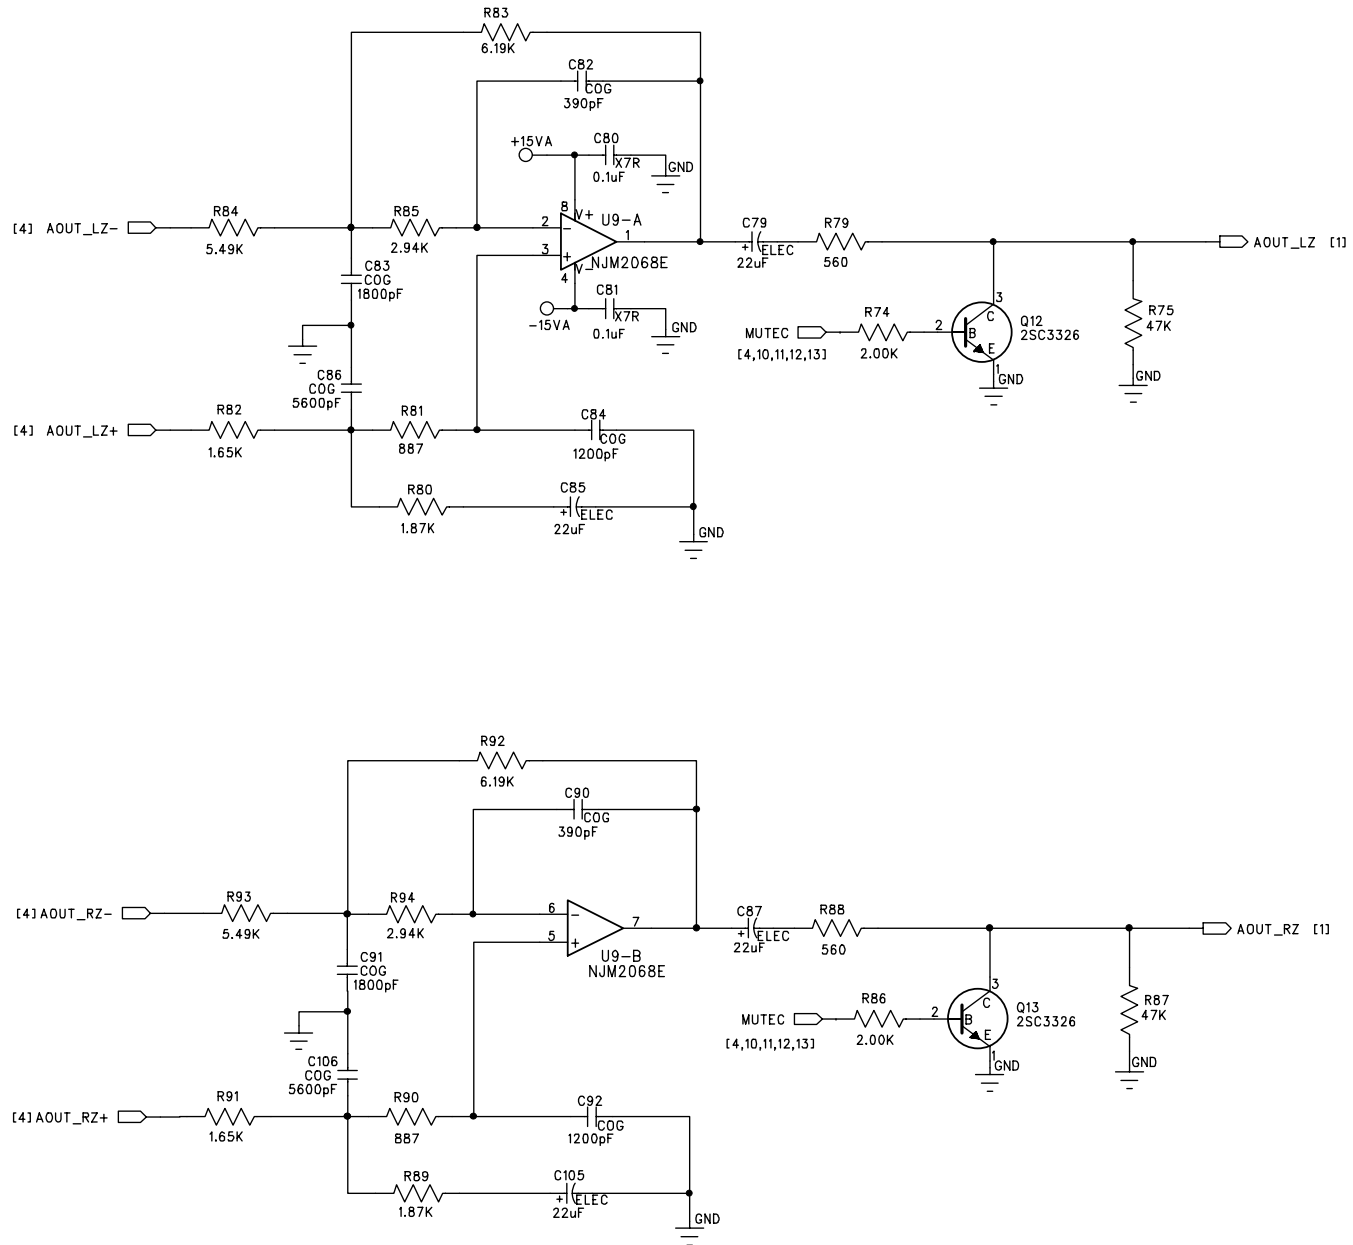 R83
6.19K
C82
COG
390pF
+15VA
C80
X7R
0.1uF
GND
[4] AOUT_LZ-
R84
5.49K
R85
2.94K
8
V+
U9-A
2
-
1
3
+
V-
NJM2068E
4
C83
COG
1800pF
C81
X7R
0.1uF
-15VA
GND
C79
+
ELEC
22uF
R79
560
AOUT_LZ [1]
MUTEC
[4,10,11,12,13]
R74
2.00K
2
B
3
C
E
1
Q12
2SC3326
GND
R75
47K
GND
C86
COG
5600pF
[4] AOUT_LZ+
R82
1.65K
R81
887
C84
COG
1200pF
R80
1.87K
C85
+
ELEC
22uF
GND
R92
6.19K
C90
COG
390pF
[4]AOUT_RZ-
R93
5.49K
R94
2.94K
6
-
7
5
+
U9-B
NJM2068E
C91
COG
1800pF
C87
+
ELEC
22uF
R88
560
AOUT_RZ [1]
MUTEC
[4,10,11,12,13]
R86
2.00K
2
B
3
C
E
1
Q13
2SC3326
GND
R87
47K
GND
C106
COG
5600pF
[4]AOUT_RZ+
R91
1.65K
R90
887
C92
COG
1200pF
R89
1.87K
C105
+
ELEC
22uF
GND